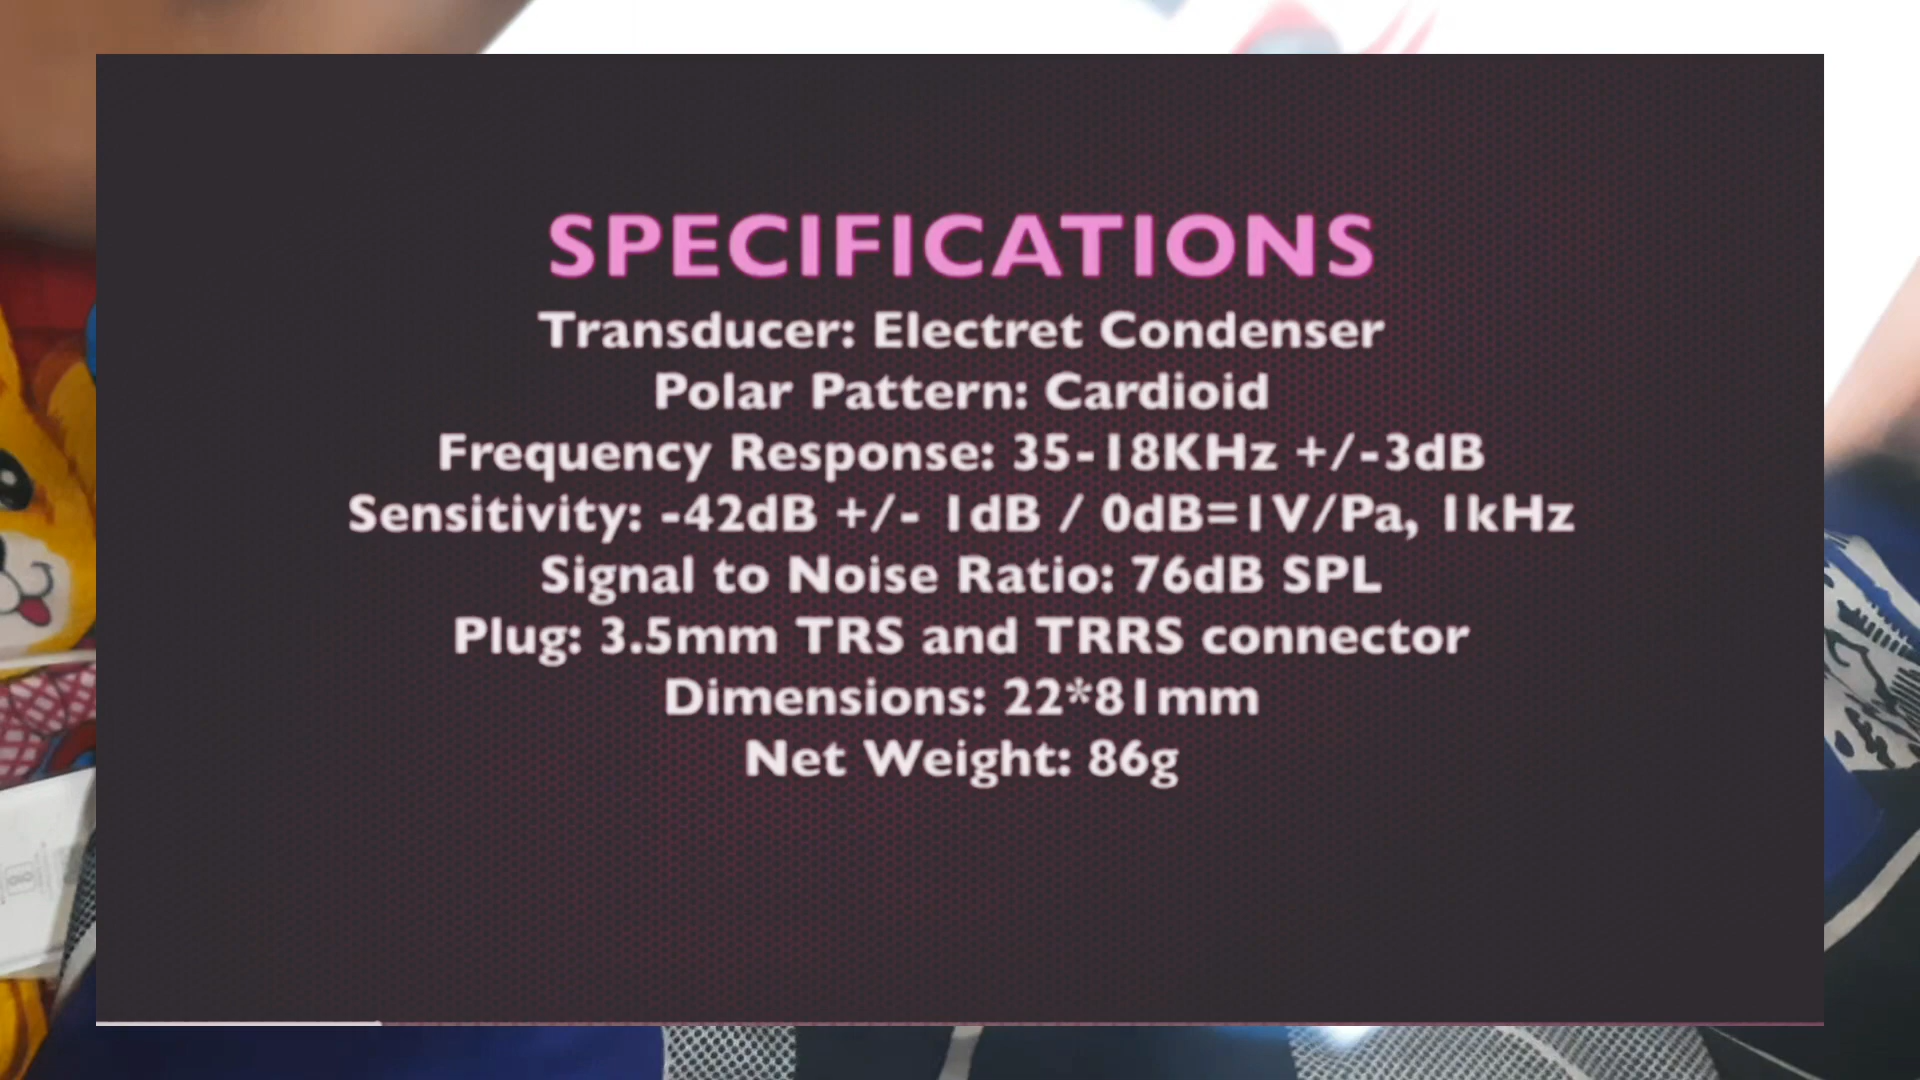 SPECIFICATIONS
Transducer: Electret Condenser
Polar Pattern: Cardioid
Frequency Response: 35-18KHz +/-3dB
Sensitivity: -42dB +/- 1dB / 0dB=1V/Pa, 1kHz
Signal to Noise Ratio: 76dB SPL
Plug: 3.5mm TRS and TRRS connector
Dimensions: 22*81mm
Net Weight: 86g